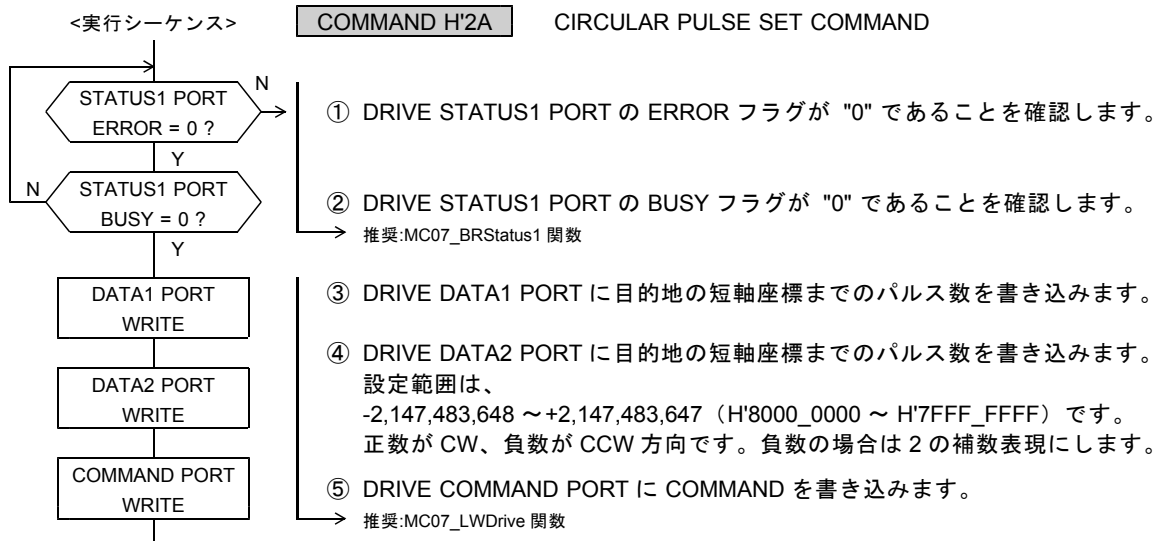 <実行シーケンス>
COMMAND H'2A CIRCULAR PULSE SET COMMAND
STATUS1 PORT
ERROR = 0 ?
N
Y
① DRIVE STATUS1 PORT の ERROR フラグが "0" であることを確認します。
N
STATUS1 PORT
BUSY = 0 ?
Y
② DRIVE STATUS1 PORT の BUSY フラグが "0" であることを確認します。
推奨:MC07_BRStatus1 関数
DATA1 PORT
WRITE
③ DRIVE DATA1 PORT に目的地の短軸座標までのパルス数を書き込みます。
DATA2 PORT
WRITE
④ DRIVE DATA2 PORT に目的地の短軸座標までのパルス数を書き込みます。
設定範囲は、
-2,147,483,648 ～+2,147,483,647（H'8000_0000 ～ H'7FFF_FFFF）です。
正数が CW、負数が CCW 方向です。負数の場合は 2 の補数表現にします。
COMMAND PORT
WRITE
⑤ DRIVE COMMAND PORT に COMMAND を書き込みます。
推奨:MC07_LWDrive 関数